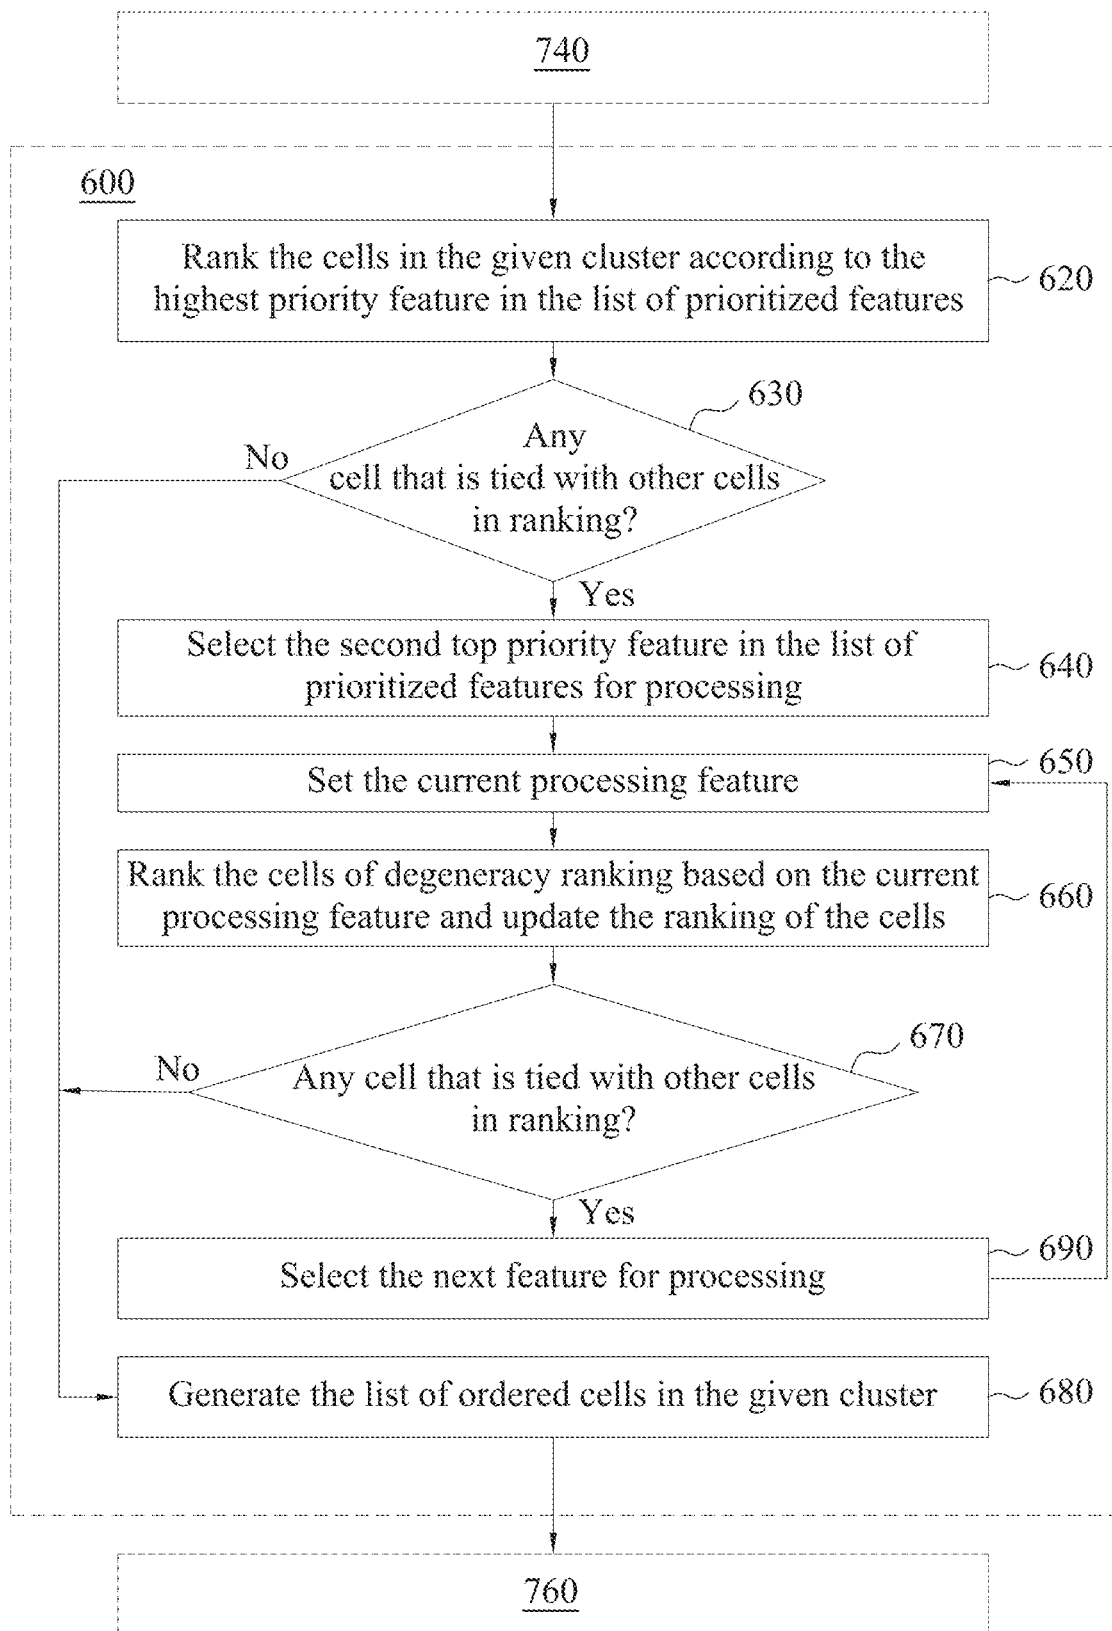 740
600
Rank the cells in the given cluster according to the
highest priority feature in the list of prioritized features
620
630
Any
cell that is tied with other cells
in ranking?
No
Yes
Select the second top priority feature in the list of
prioritized features for processing
640
650
Set the current processing feature
Rank the cells of degeneracy ranking based on the current
processing feature and update the ranking of the cells
660
670
No
Any cell that is tied with other cells
in ranking?
Yes
690
Select the next feature for processing
Generate the list of ordered cells in the given cluster
680
760